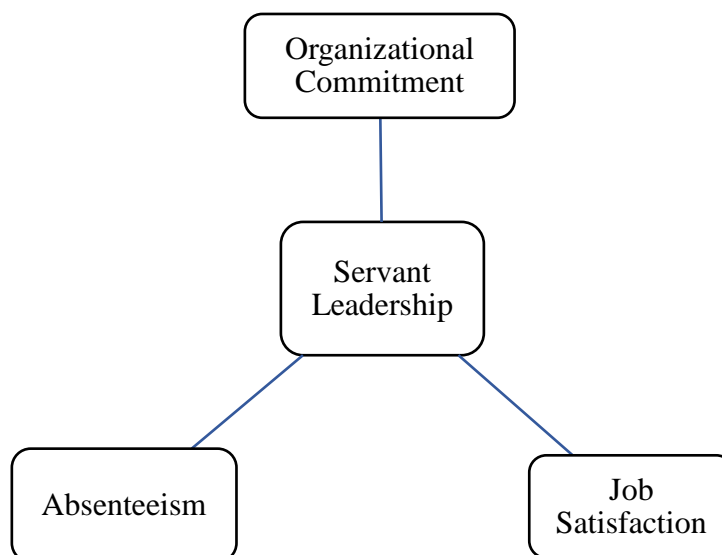 Organizational
Commitment
Servant
Leadership
Absenteeism
Job
Satisfaction